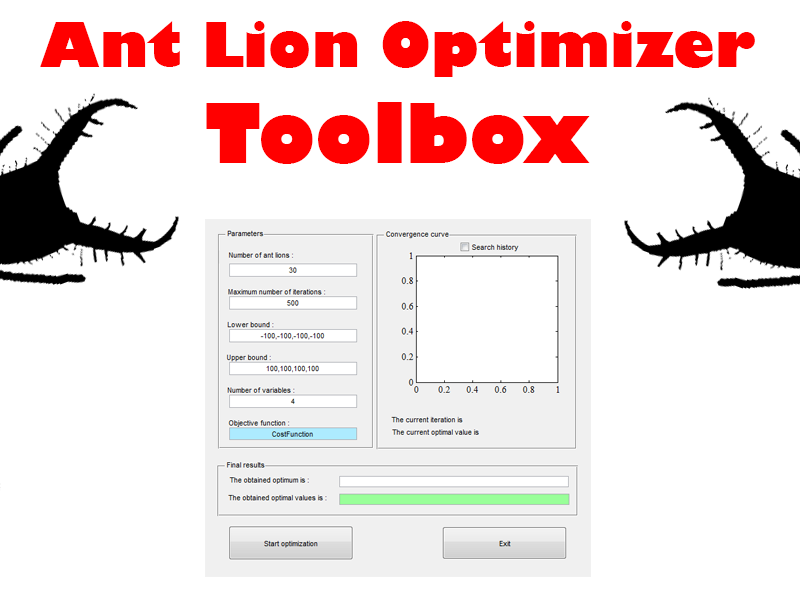 Ant Lion Optimizer
Toolbox
Parameters
Number of ant lions :
30
Maximum number of iterations :
500
Lower bound :
-100,-100,-100,-100
Upper bound :
100,100,100,100
Number of variables :
4
Objective function :
CostFunction
Convergence curve
Search history
1
0.8
0.6
0.4
0.2
0
0 0.2 0.4 0.6 0.8 1
The current iteration is
The current optimal value is
Final results
The obtained optimum is :
The obtained optimal values is :
Start optimization
Exit